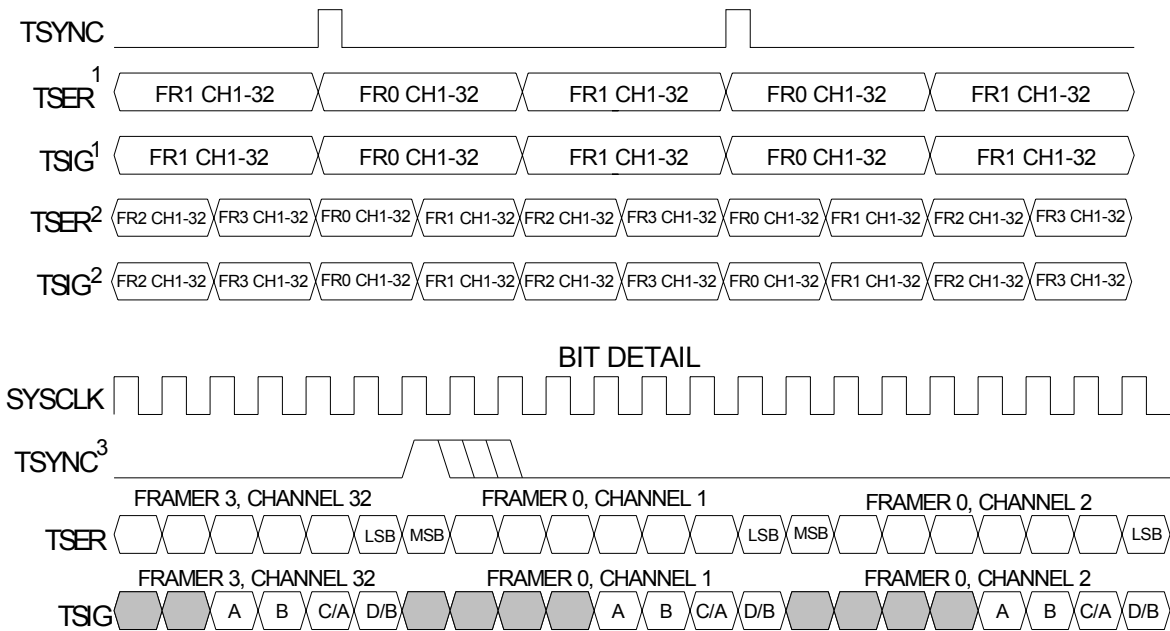 TSYNC
TSER1 FR1 CH1-32 FR0 CH1-32 FR1 CH1-32 FR0 CH1-32 FR1 CH1-32
TSIG1 FR1 CH1-32 FR0 CH1-32 FR1 CH1-32 FR0 CH1-32 FR1 CH1-32
TSER2 FR2 CH1-32 FR3 CH1-32 FR0 CH1-32 FR1 CH1-32 FR2 CH1-32 FR3 CH1-32 FR0 CH1-32 FR1 CH1-32 FR2 CH1-32 FR3 CH1-32
TSIG2 FR2 CH1-32 FR3 CH1-32 FR0 CH1-32 FR1 CH1-32 FR2 CH1-32 FR3 CH1-32 FR0 CH1-32 FR1 CH1-32 FR2 CH1-32 FR3 CH1-32
BIT DETAIL
SYSCLK
TSYNC3
FRAMER 3, CHANNEL 32 FRAMER 0, CHANNEL 1 FRAMER 0, CHANNEL 2
TSER LSB MSB LSB MSB LSB
FRAMER 3, CHANNEL 32 FRAMER 0, CHANNEL 1 FRAMER 0, CHANNEL 2
TSIG A B C/A D/B A B C/A D/B A B C/A D/B